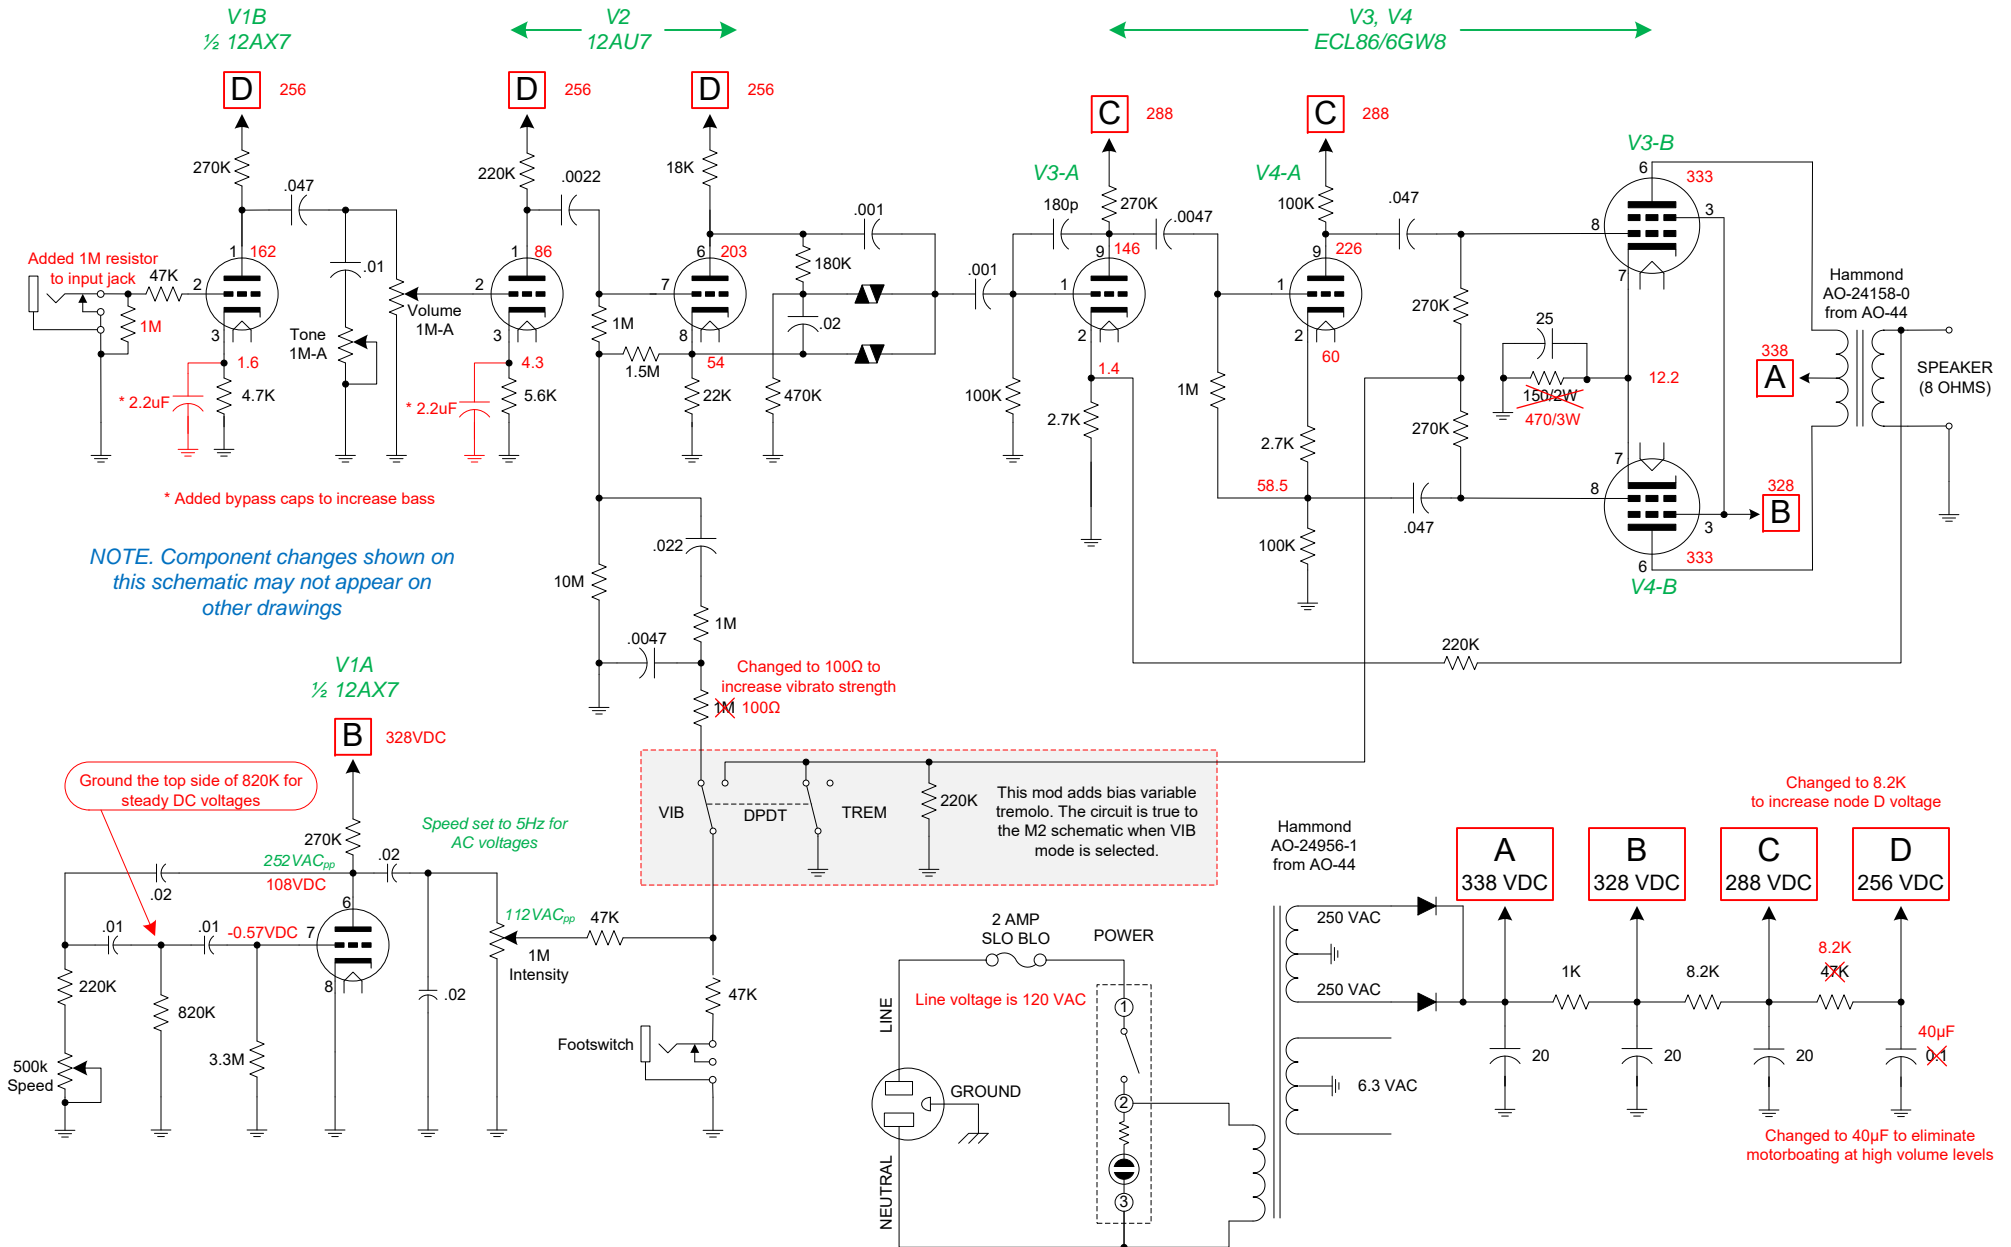 V1B
½ 12AX7
V2
12AU7
V3, V4
ECL86/6GW8
D
256
D
256
D
256
C
288
C
288
270K
.047
220K
.0022
18K
V3-A
V4-A
V3-B
6
333
.001
180p
270K
.0047
100K
.047
3
8
7
Added 1M resistor
to input jack
47K
1
162
2
3
1M
1.6
* 2.2uF
4.7K
.01
Tone
1M-A
Volume
1M-A
1
86
2
3
4.3
* 2.2uF
5.6K
1M
1.5M
6
203
7
8
54
22K
180K
.02
470K
.001
9
146
1
2
1.4
100K
2.7K
9
226
1
2
60
1M
2.7K
58.5
100K
270K
270K
.047
25
150/2W
470/3W
12.2
Hammond
AO-24158-0
from AO-44
338
A
SPEAKER
(8 OHMS)
7
8
3
328
B
6
333
V4-B
* Added bypass caps to increase bass
NOTE. Component changes shown on
this schematic may not appear on
other drawings
10M
.022
1M
.0047
Changed to 100Ω to
increase vibrato strength
1M
100Ω
220K
V1A
½ 12AX7
B
328VDC
Ground the top side of 820K for
steady DC voltages
270K
Speed set to 5Hz for
AC voltages
252VACpp
108VDC
.02
.02
6
.01
.01
-0.57VDC
7
8
220K
820K
3.3M
500k
Speed
.02
112VACpp
1M
Intensity
47K
47K
Footswitch
VIB
DPDT
TREM
220K
This mod adds bias variable
tremolo. The circuit is true to
the M2 schematic when VIB
mode is selected.
2 AMP
SLO BLO
POWER
Line voltage is 120 VAC
LINE
NEUTRAL
GROUND
1
2
3
Hammond
AO-24956-1
from AO-44
250 VAC
250 VAC
6.3 VAC
Changed to 8.2K
to increase node D voltage
A
338 VDC
B
328 VDC
C
288 VDC
D
256 VDC
1K
8.2K
8.2K
47K
20
20
20
40µF
0.1
Changed to 40µF to eliminate
motorboating at high volume levels